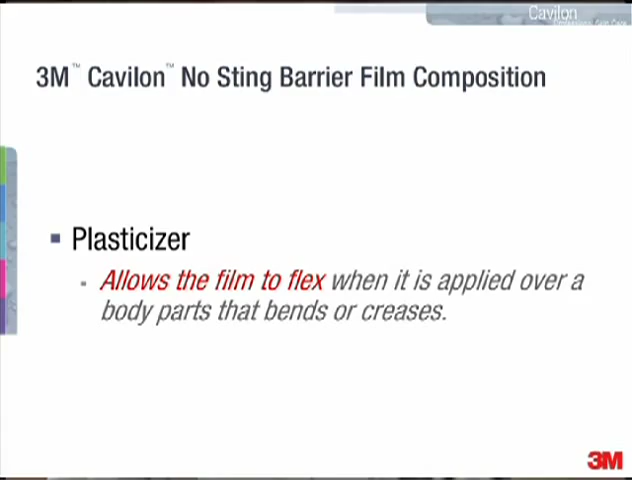 Cavilon
3M™ Cavilon™ No Sting Barrier Film Composition
▪ Plasticizer
- Allows the film to flex when it is applied over a
body parts that bends or creases.
3M